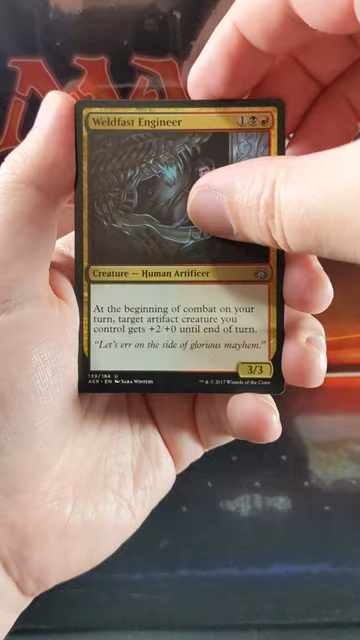 Weldfast Engineer 1
Creature — Human Artificer
At the beginning of combat on your
turn, target artifact creature you
control gets +2/+0 until end of turn.
"Let's err on the side of glorious mayhem."
3/3
139/184 U
AER • EN Sara Winters
™ & © 2017 Wizards of the Coast